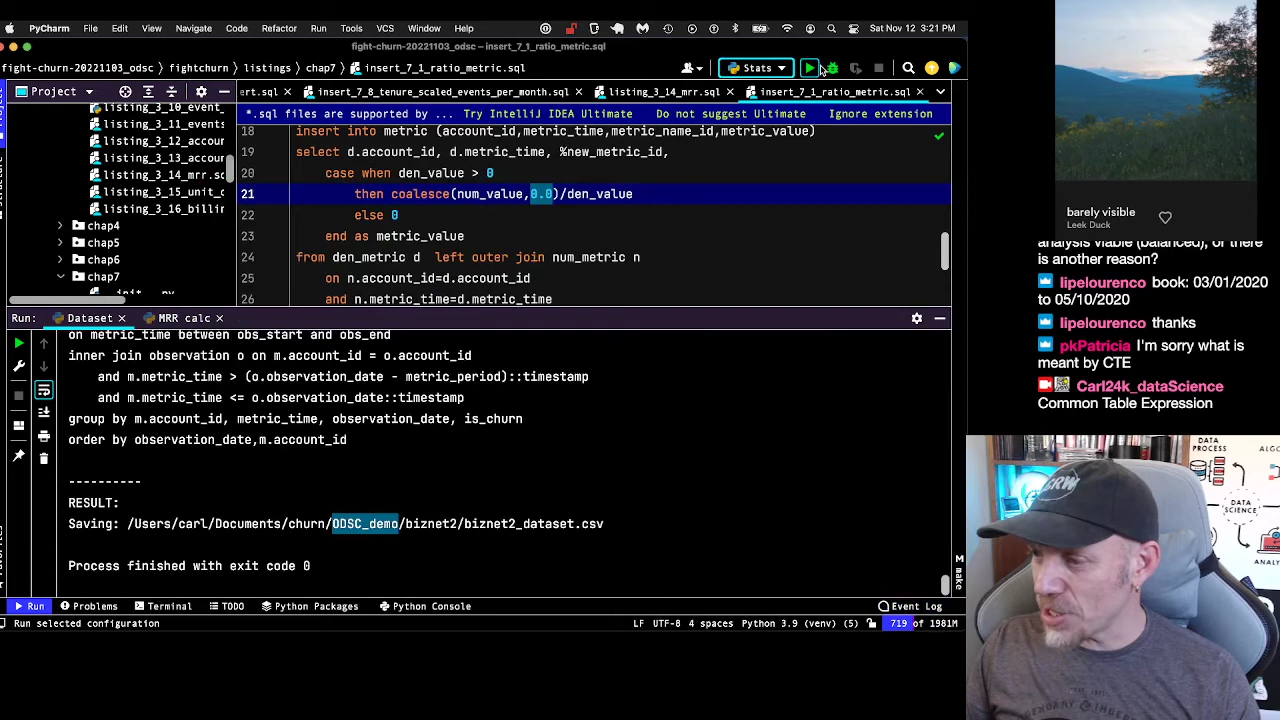 PyCharm File Edit View Navigate Code Refactor Run Tools VCS Window Help Sat Nov 12 3:21 PM
fight-churn-20221103_odsc – insert_7_1_ratio_metric.sql
fight-churn-20221103_odsc fightchurn listings chap7 insert_7_1_ratio_metric.sql Stats
Project ert.sql insert_7_8_tenure_scaled_events_per_month.sql listing_3_14_mrr.sql insert_7_1_ratio_metric.sql
*.sql files are supported by ... Try IntelliJ IDEA Ultimate Do not suggest Ultimate Ignore extension
listing_3_10_event_
listing_3_11_events
listing_3_12_accour
listing_3_13_accour
listing_3_14_mrr.sc
listing_3_15_unit_c
listing_3_16_billin
chap4
chap5
chap6
chap7
18 insert into metric (account_id,metric_time,metric_name_id,metric_value)
19 select d.account_id, d.metric_time, %new_metric_id,
20 case when den_value > 0
21 then coalesce(num_value,0.0)/den_value
22 else 0
23 end as metric_value
24 from den_metric d left outer join num_metric n
25 on n.account_id=d.account_id
26 and n.metric_time=d.metric_time
Run: Dataset MRR calc
on metric_time between obs_start and obs_end
inner join observation o on m.account_id = o.account_id
and m.metric_time > (o.observation_date - metric_period)::timestamp
and m.metric_time <= o.observation_date::timestamp
group by m.account_id, metric_time, observation_date, is_churn
order by observation_date,m.account_id
----------
RESULT:
Saving: /Users/carl/Documents/churn/ODSC_demo/biznet2/biznet2_dataset.csv
Process finished with exit code 0
Structure
M make
Run Problems Terminal TODO Python Packages Python Console Event Log
Run selected configuration LF UTF-8 4 spaces Python 3.9 (venv) (5) 719 of 1981M
barely visible
Leek Duck
analysis viable (balanced), or there
is another reason?
lipelourenco book: 03/01/2020
to 05/10/2020
lipelourenco thanks
pkPatricia I'm sorry what is
meant by CTE
Carl24k_dataScience
Common Table Expression
DATA
PROCESSING
DATA
SCIENCE
CRW